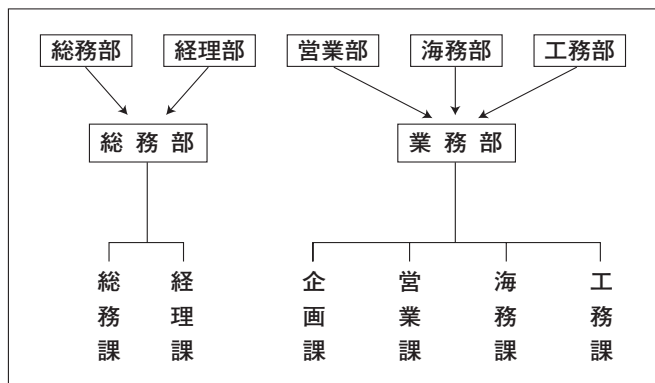 総務部
経理部
営業部
海務部
工務部
総務部
業務部
総務課
経理課
企画課
営業課
海務課
工務課